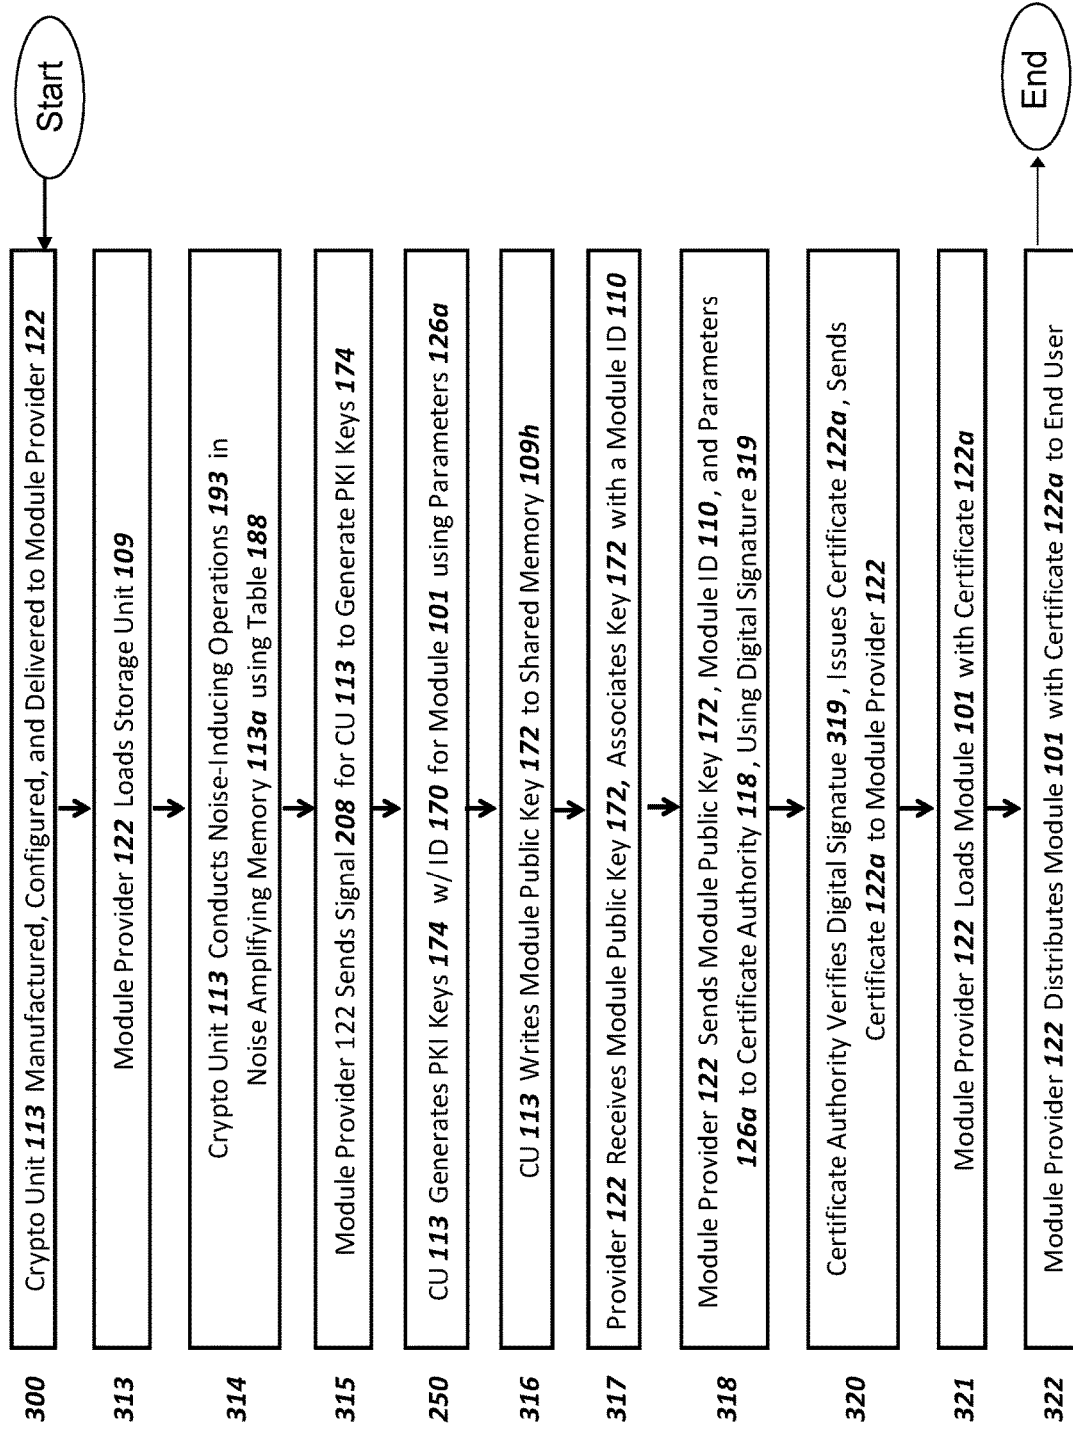 Start
300
Crypto Unit 113 Manufactured, Configured, and Delivered to Module Provider 122
313
Module Provider 122 Loads Storage Unit 109
314
Crypto Unit 113 Conducts Noise-Inducing Operations 193 in
Noise Amplifying Memory 113a using Table 188
315
Module Provider 122 Sends Signal 208 for CU 113 to Generate PKI Keys 174
250
CU 113 Generates PKI Keys 174 w/ ID 170 for Module 101 using Parameters 126a
316
CU 113 Writes Module Public Key 172 to Shared Memory 109h
317
Provider 122 Receives Module Public Key 172, Associates Key 172 with a Module ID 110
318
Module Provider 122 Sends Module Public Key 172, Module ID 110, and Parameters
126a to Certificate Authority 118, Using Digital Signature 319
320
Certificate Authority Verifies Digital Signatue 319, Issues Certificate 122a, Sends
Certificate 122a to Module Provider 122
321
Module Provider 122 Loads Module 101 with Certificate 122a
322
Module Provider 122 Distributes Module 101 with Certificate 122a to End User
End